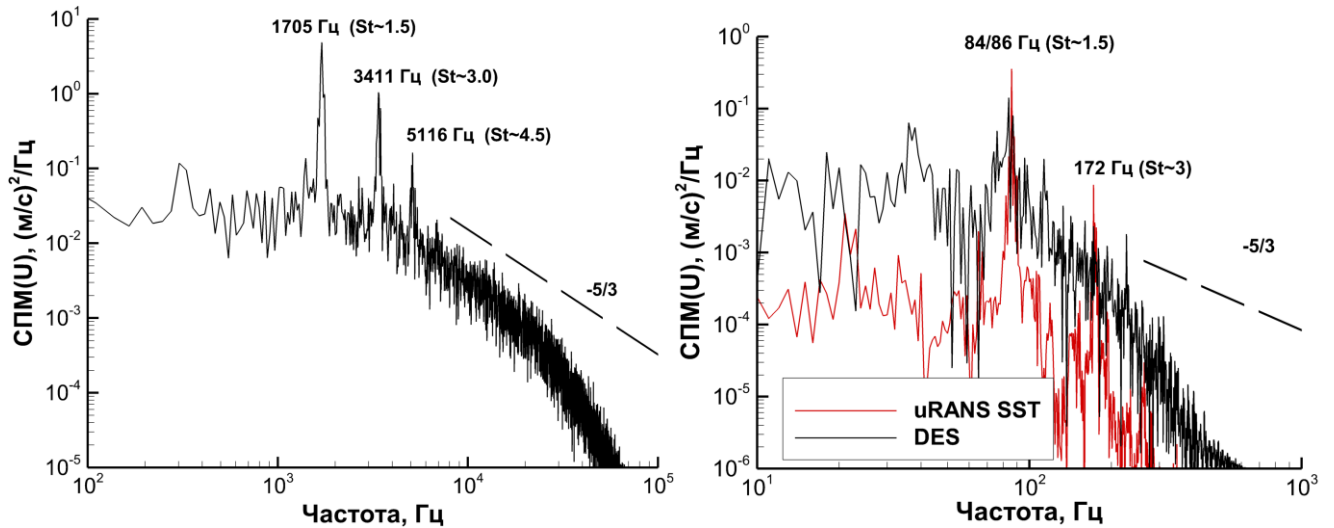 1705 Гц (St~1.5)
3411 Гц (St~3.0)
5116 Гц (St~4.5)
-5/3
10^1
10^0
10^-1
10^-2
10^-3
10^-4
10^-5
СПМ(U), (м/с)^2/Гц
10^2
10^3
10^4
10^5
Частота, Гц
84/86 Гц (St~1.5)
172 Гц (St~3)
-5/3
10^0
10^-1
10^-2
10^-3
10^-4
10^-5
10^-6
СПМ(U), (м/с)^2/Гц
uRANS SST
DES
10^1
10^2
10^3
Частота, Гц